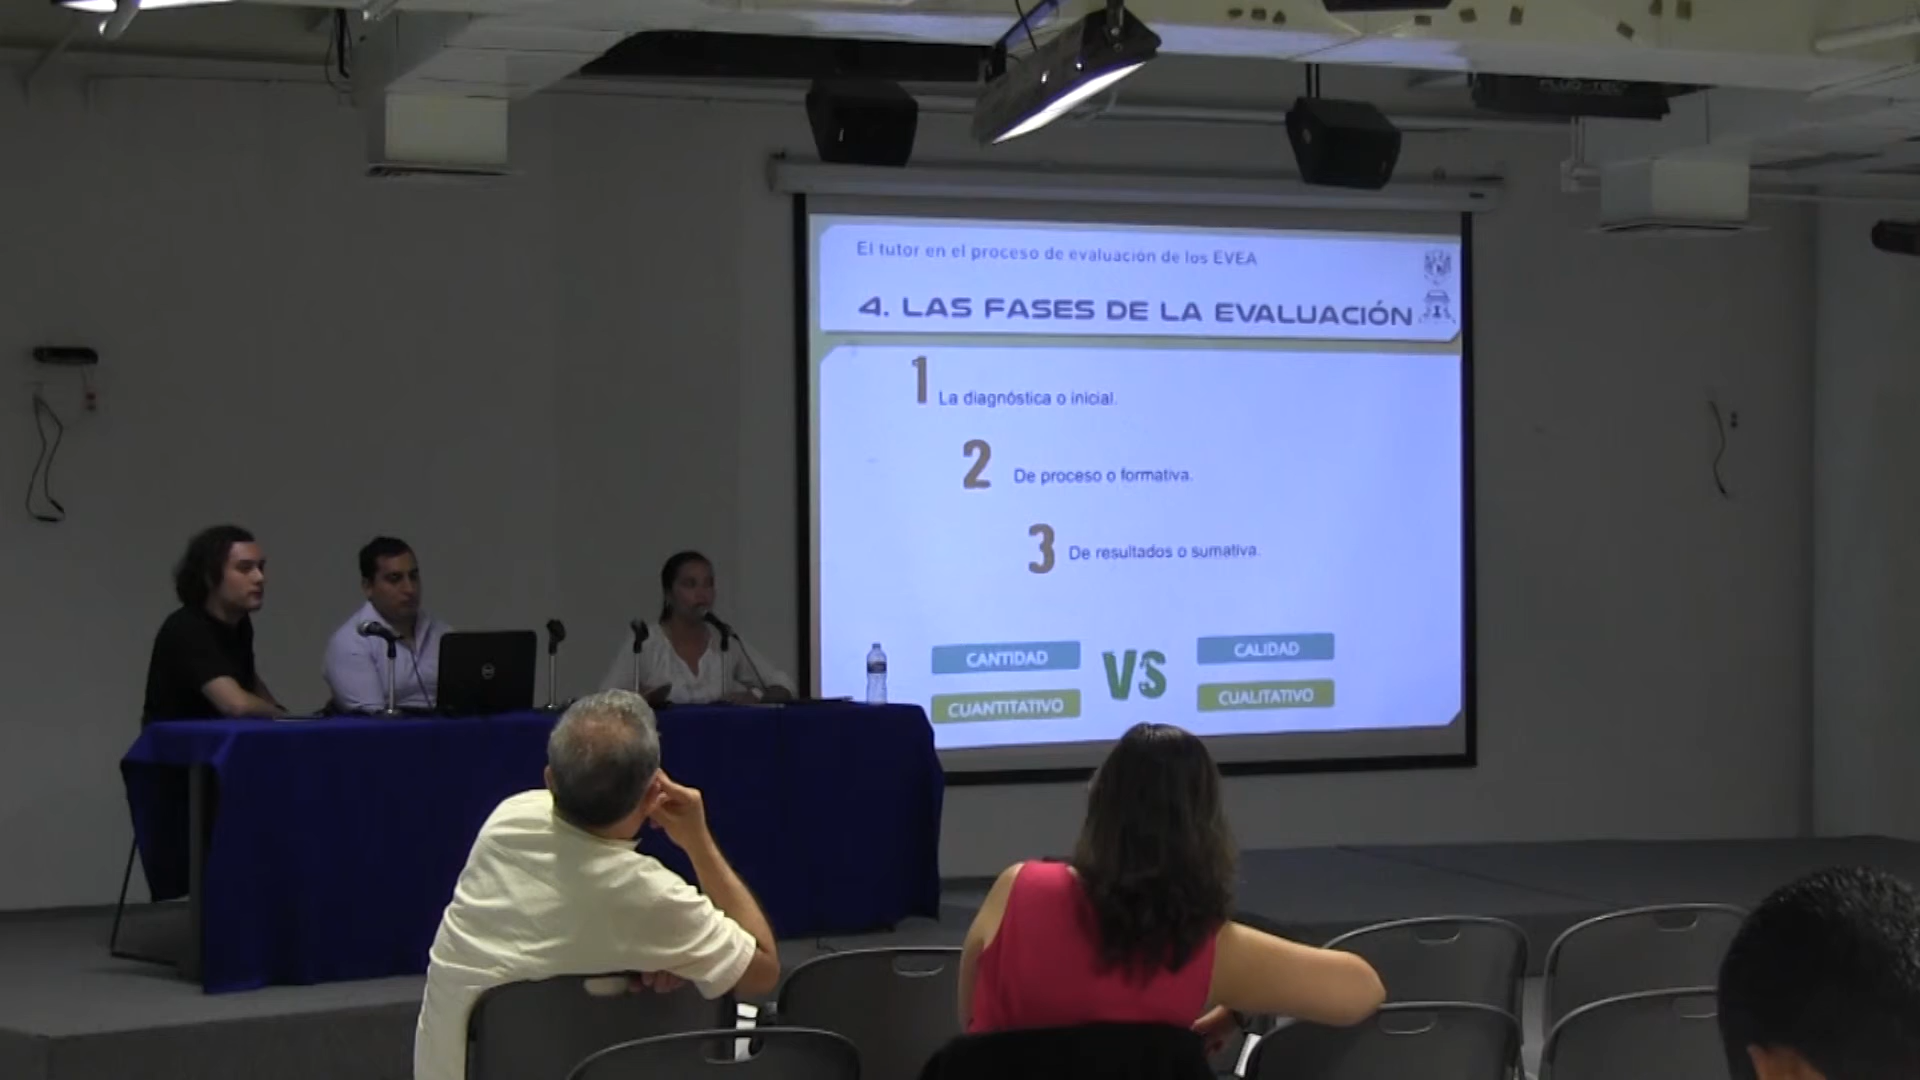 El tutor en el proceso de evaluación de los EVEA
4. LAS FASES DE LA EVALUACIÓN
1 La diagnóstica o inicial.
2 De proceso o formativa.
3 De resultados o sumativa.
CANTIDAD VS CALIDAD
CUANTITATIVO CUALITATIVO